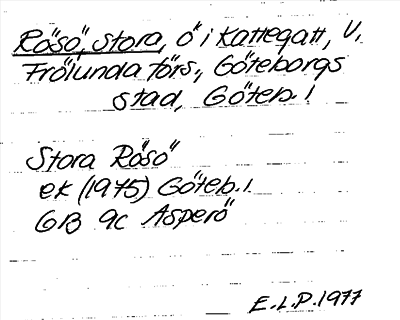 Rösö, Stora, ö i Kattegatt, V.
Frölunda förs., Göteborgs
stad, Göteb. l
Stora Rösö
ek (1975) Göteb. l.
GB 9c Asperö
E.L.P. 1977